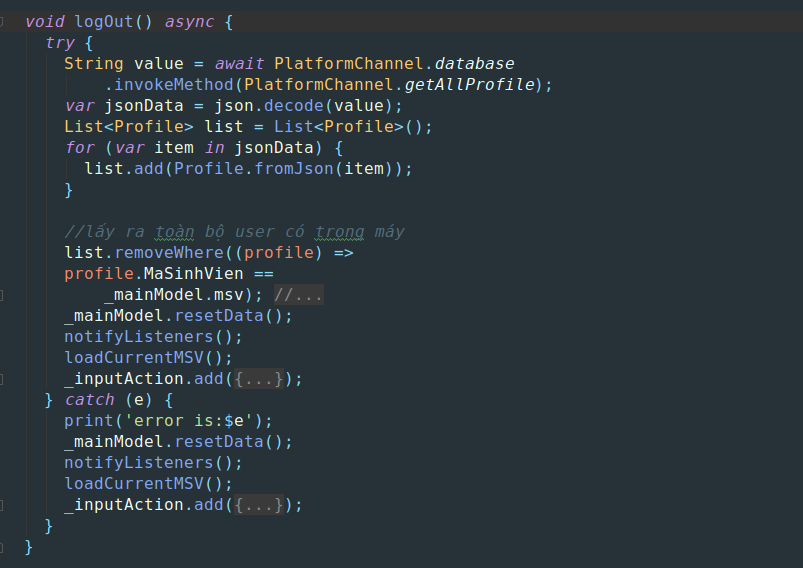 void logOut() async {
try {
String value = await PlatformChannel.database
.invokeMethod(PlatformChannel.getAllProfile);
var jsonData = json.decode(value);
List<Profile> list = List<Profile>();
for (var item in jsonData) {
list.add(Profile.fromJson(item));
}
//lấy ra toàn bộ user có trong máy
list.removeWhere((profile) =>
profile.MaSinhVien ==
_mainModel.msv); //...
_mainModel.resetData();
notifyListeners();
loadCurrentMSV();
_inputAction.add({...});
} catch (e) {
print('error is:$e');
_mainModel.resetData();
notifyListeners();
loadCurrentMSV();
_inputAction.add({...});
}
}